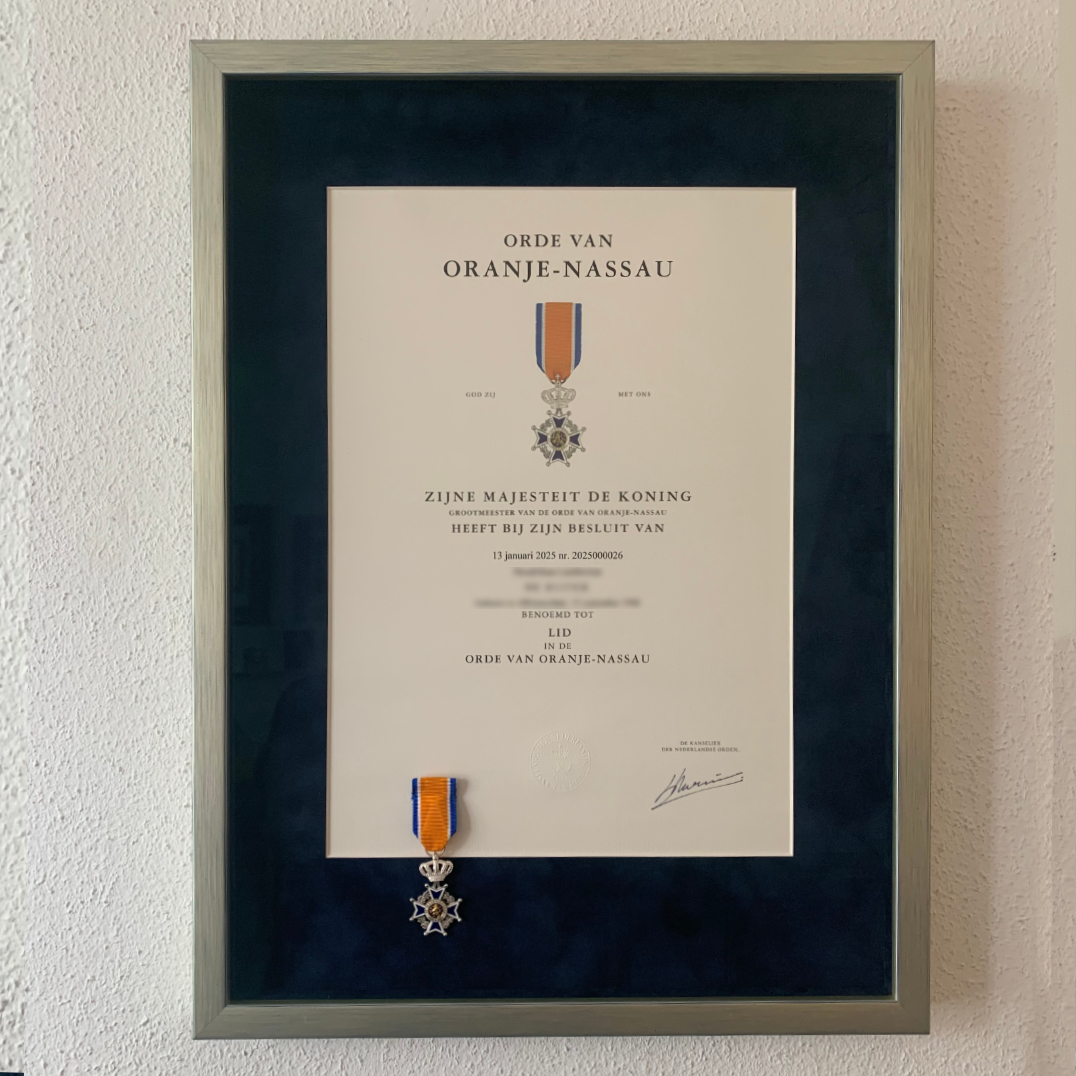 ORDE VAN
ORANJE-NASSAU
GOD ZIJ MET ONS
ZIJNE MAJESTEIT DE KONING
GROOTMEESTER VAN DE ORDE VAN ORANJE-NASSAU
HEEFT BIJ ZIJN BESLUIT VAN
13 januari 2025 nr. 2025000026
BENOEMD TOT
LID
IN DE
ORDE VAN ORANJE-NASSAU
DE KANSELIER
DER NEDERLANDSE ORDEN,